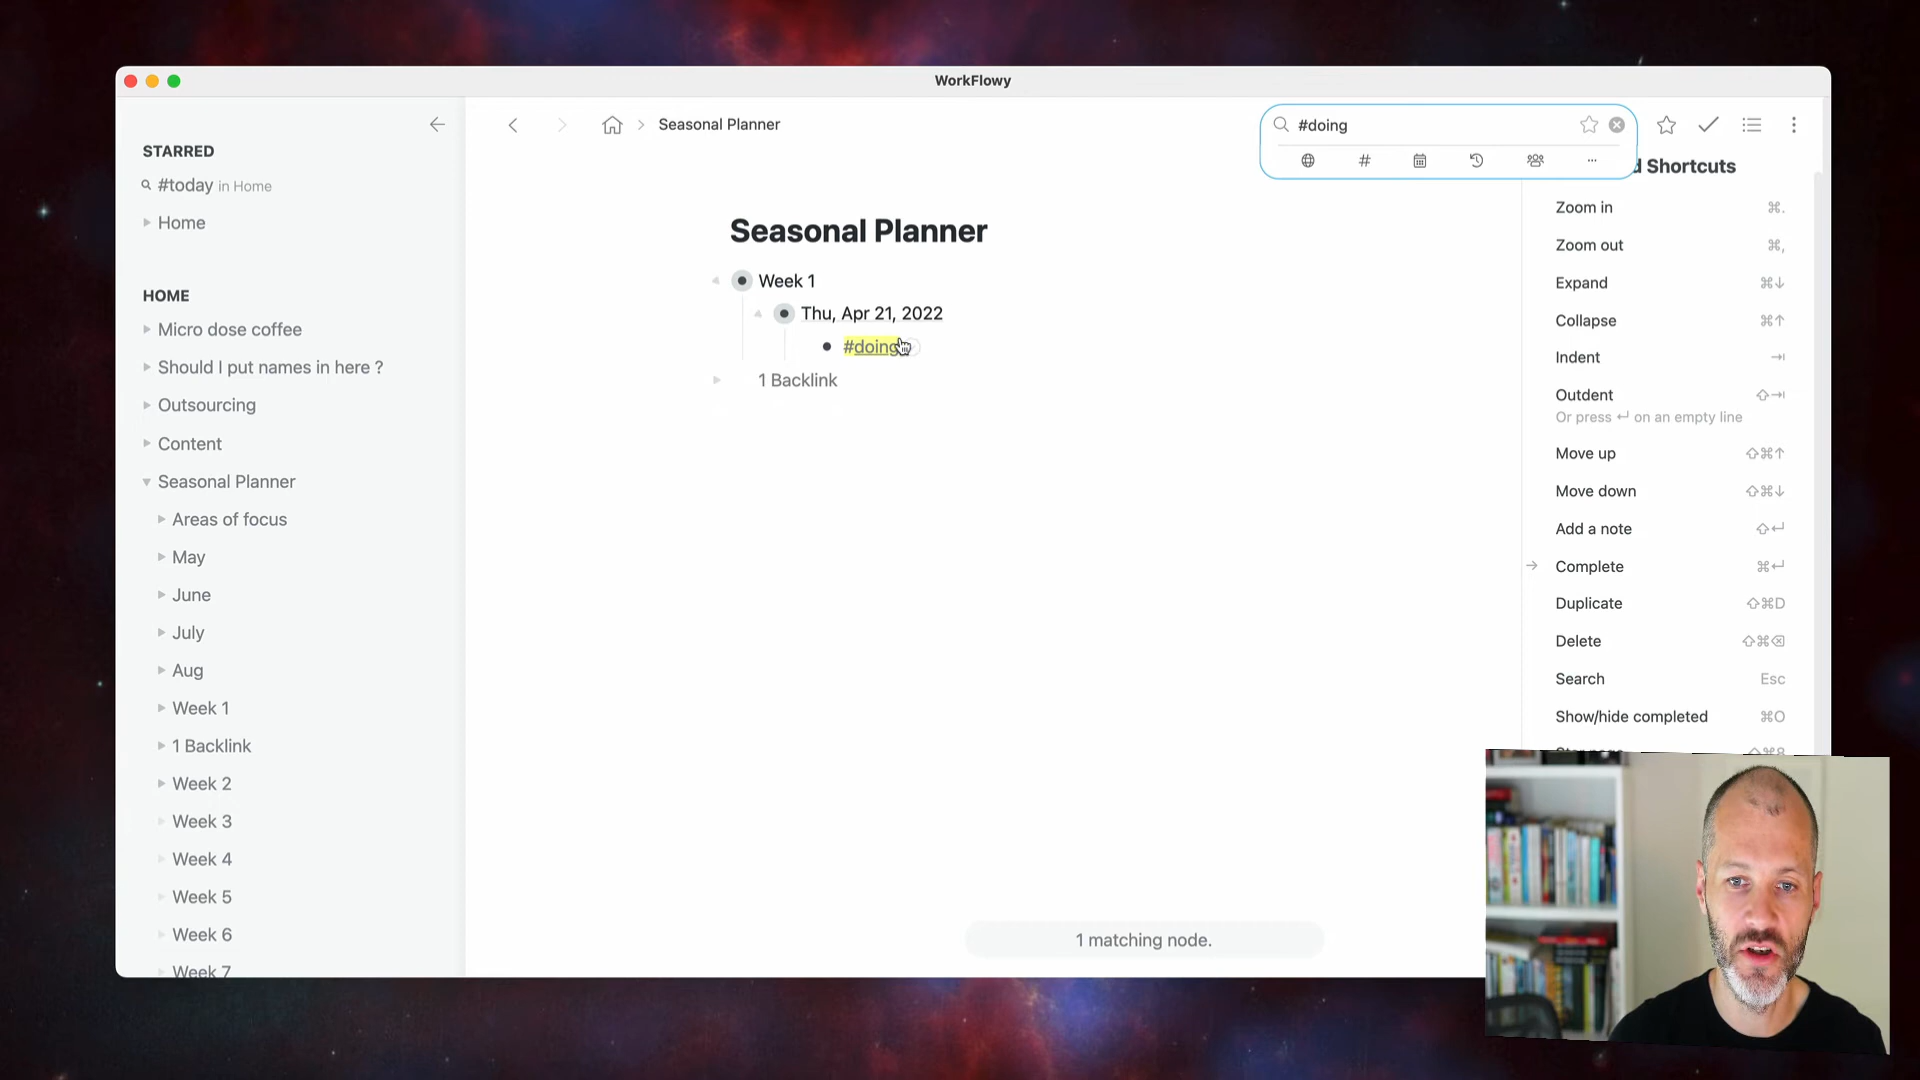 WorkFlowy
STARRED
#today in Home
Home
HOME
Micro dose coffee
Should I put names in here ?
Outsourcing
Content
Seasonal Planner
Areas of focus
May
June
July
Aug
Week 1
1 Backlink
Week 2
Week 3
Week 4
Week 5
Week 6
Week 7
Seasonal Planner
#doing
Seasonal Planner
Week 1
Thu, Apr 21, 2022
#doing
1 Backlink
1 matching node.
d Shortcuts
Zoom in ⌘.
Zoom out ⌘,
Expand ⌘↓
Collapse ⌘↑
Indent ⇥
Outdent ⇧⇥
Or press ↵ on an empty line
Move up ⇧⌘↑
Move down ⇧⌘↓
Add a note ⇧↵
Complete ⌘↵
Duplicate ⇧⌘D
Delete ⇧⌘⌫
Search Esc
Show/hide completed ⌘O